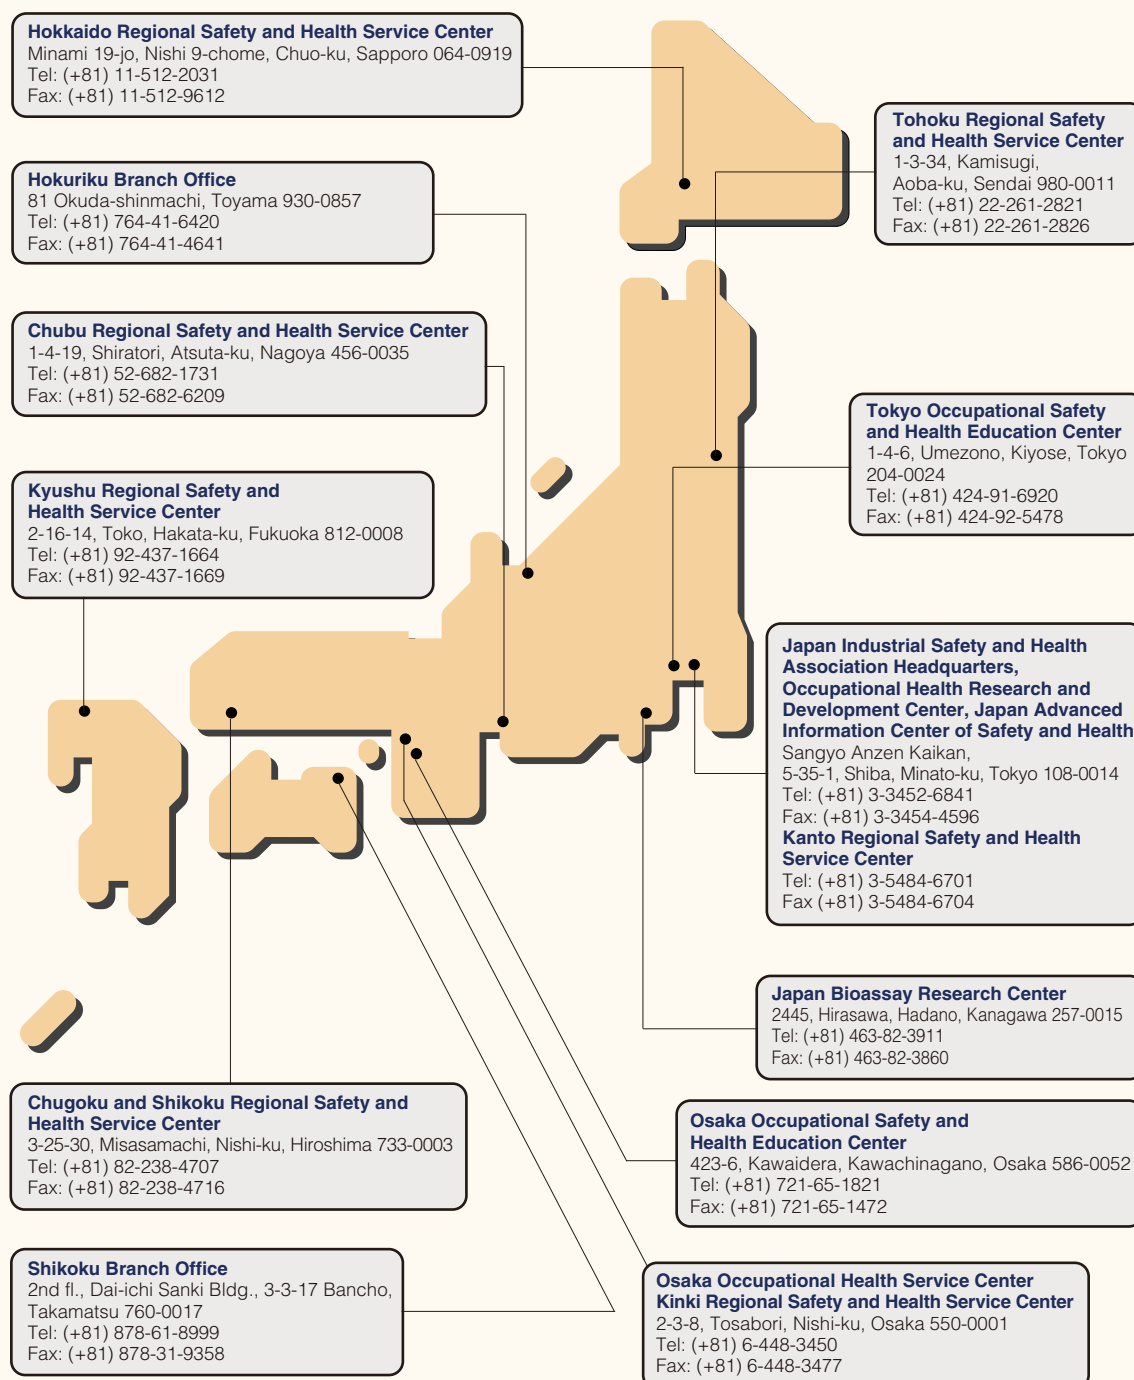 Hokkaido Regional Safety and Health Service Center
Minami 19-jo, Nishi 9-chome, Chuo-ku, Sapporo 064-0919
Tel: (+81) 11-512-2031
Fax: (+81) 11-512-9612
Tohoku Regional Safety
and Health Service Center
1-3-34, Kamisugi,
Aoba-ku, Sendai 980-0011
Tel: (+81) 22-261-2821
Fax: (+81) 22-261-2826
Hokuriku Branch Office
81 Okuda-shinmachi, Toyama 930-0857
Tel: (+81) 764-41-6420
Fax: (+81) 764-41-4641
Chubu Regional Safety and Health Service Center
1-4-19, Shiratori, Atsuta-ku, Nagoya 456-0035
Tel: (+81) 52-682-1731
Fax: (+81) 52-682-6209
Tokyo Occupational Safety
and Health Education Center
1-4-6, Umezono, Kiyose, Tokyo
204-0024
Tel: (+81) 424-91-6920
Fax: (+81) 424-92-5478
Kyushu Regional Safety and
Health Service Center
2-16-14, Toko, Hakata-ku, Fukuoka 812-0008
Tel: (+81) 92-437-1664
Fax: (+81) 92-437-1669
Japan Industrial Safety and Health
Association Headquarters,
Occupational Health Research and
Development Center, Japan Advanced
Information Center of Safety and Health
Sangyo Anzen Kaikan,
5-35-1, Shiba, Minato-ku, Tokyo 108-0014
Tel: (+81) 3-3452-6841
Fax: (+81) 3-3454-4596
Kanto Regional Safety and Health
Service Center
Tel: (+81) 3-5484-6701
Fax (+81) 3-5484-6704
Japan Bioassay Research Center
2445, Hirasawa, Hadano, Kanagawa 257-0015
Tel: (+81) 463-82-3911
Fax: (+81) 463-82-3860
Chugoku and Shikoku Regional Safety and
Health Service Center
3-25-30, Misasamachi, Nishi-ku, Hiroshima 733-0003
Tel: (+81) 82-238-4707
Fax: (+81) 82-238-4716
Osaka Occupational Safety and
Health Education Center
423-6, Kawaidera, Kawachinagano, Osaka 586-0052
Tel: (+81) 721-65-1821
Fax: (+81) 721-65-1472
Shikoku Branch Office
2nd fl., Dai-ichi Sanki Bldg., 3-3-17 Bancho,
Takamatsu 760-0017
Tel: (+81) 878-61-8999
Fax: (+81) 878-31-9358
Osaka Occupational Health Service Center
Kinki Regional Safety and Health Service Center
2-3-8, Tosabori, Nishi-ku, Osaka 550-0001
Tel: (+81) 6-448-3450
Fax: (+81) 6-448-3477